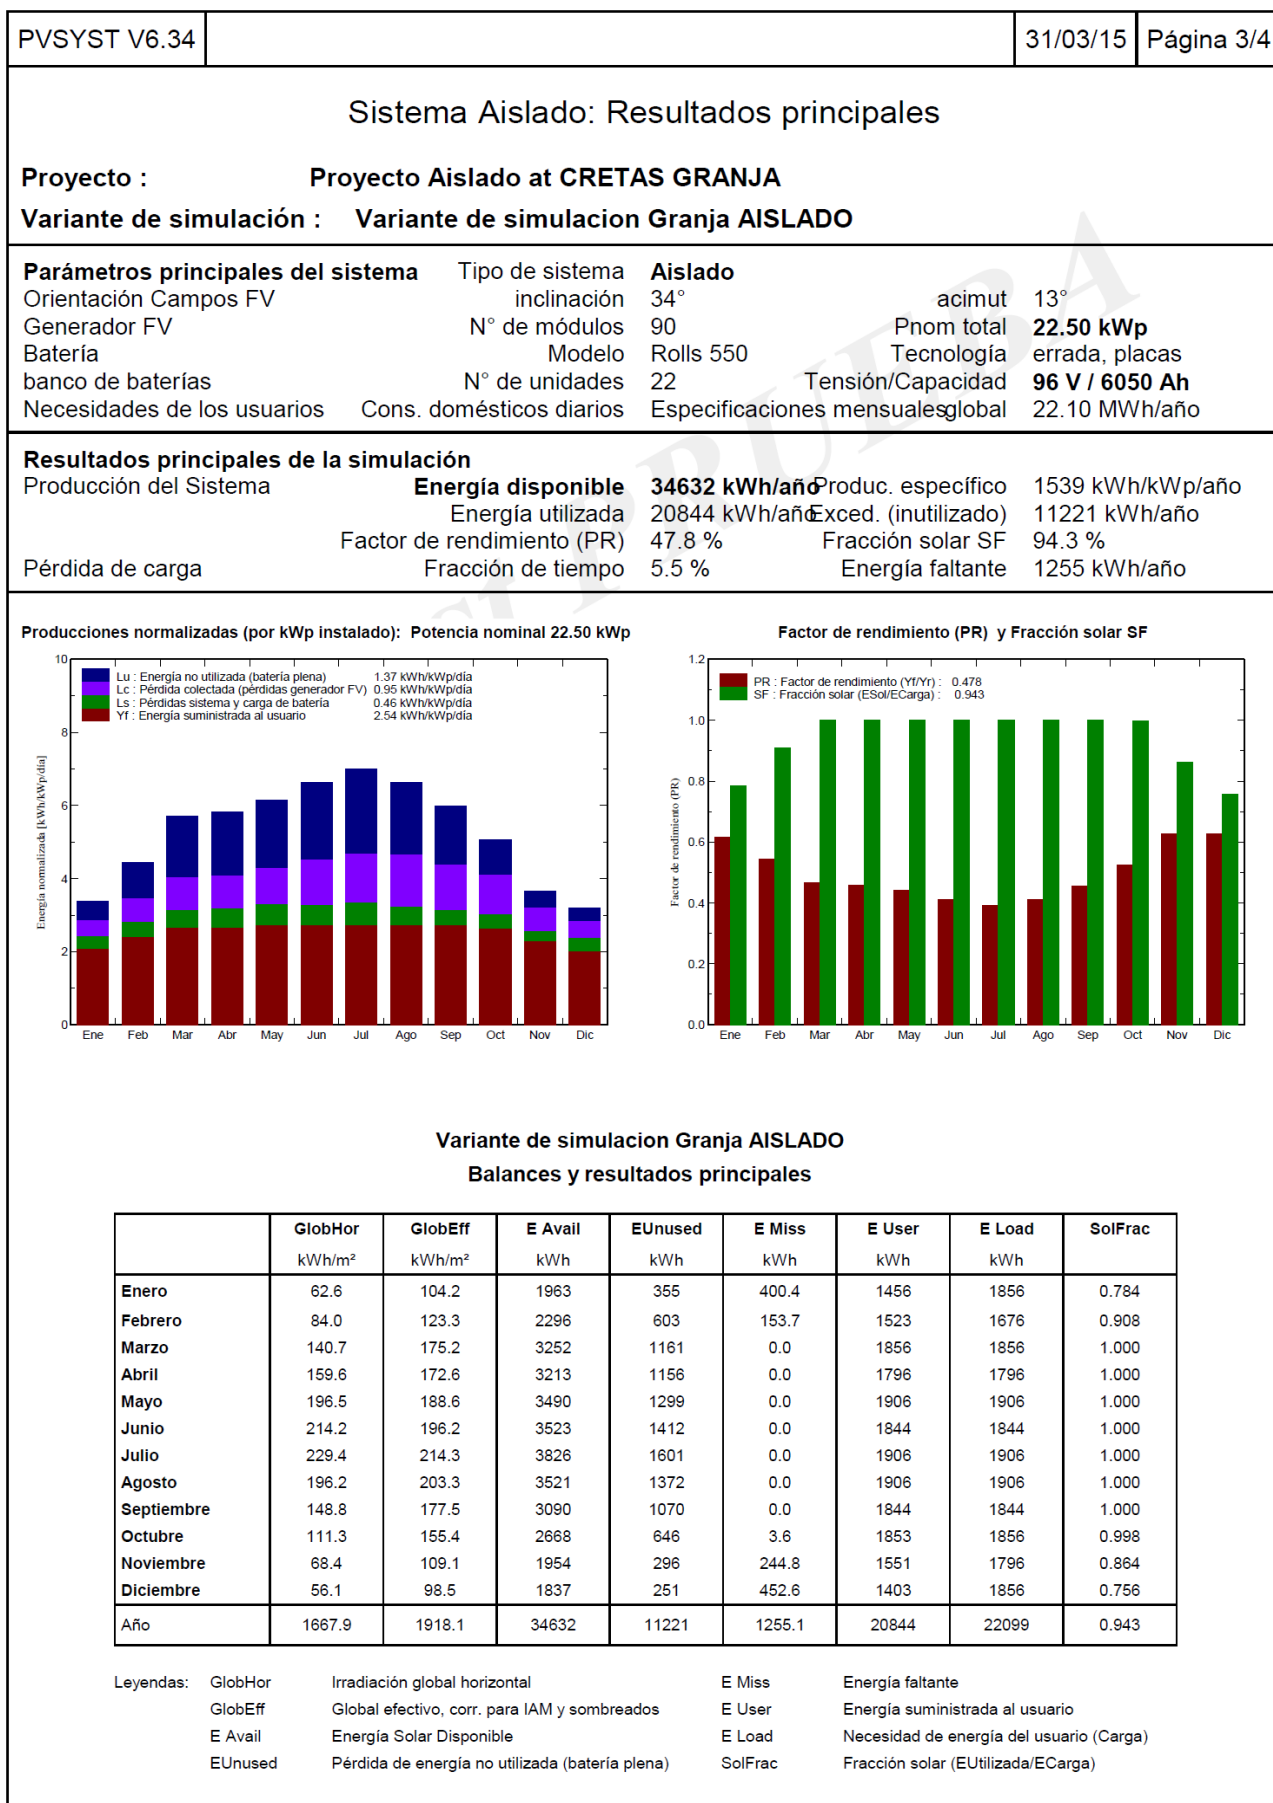 PVSYST V6.34 31/03/15 Página 3/4
Sistema Aislado: Resultados principales
Proyecto : Proyecto Aislado at CRETAS GRANJA
Variante de simulación : Variante de simulacion Granja AISLADO
Parámetros principales del sistema Tipo de sistema Aislado
Orientación Campos FV inclinación 34° acimut 13°
Generador FV N° de módulos 90 Pnom total 22.50 kWp
Batería Modelo Rolls 550 Tecnología errada, placas
banco de baterías N° de unidades 22 Tensión/Capacidad 96 V / 6050 Ah
Necesidades de los usuarios Cons. domésticos diarios Especificaciones mensuales global 22.10 MWh/año
Resultados principales de la simulación
Producción del Sistema Energía disponible 34632 kWh/año Produc. específico 1539 kWh/kWp/año
Energía utilizada 20844 kWh/año Exced. (inutilizado) 11221 kWh/año
Factor de rendimiento (PR) 47.8 % Fracción solar SF 94.3 %
Pérdida de carga Fracción de tiempo 5.5 % Energía faltante 1255 kWh/año
PRUEBA
Producciones normalizadas (por kWp instalado): Potencia nominal 22.50 kWp
Lu : Energía no utilizada (batería plena) 1.37 kWh/kWp/día
Lc : Pérdida colectada (pérdidas generador FV) 0.95 kWh/kWp/día
Ls : Pérdidas sistema y carga de batería 0.46 kWh/kWp/día
Yf : Energía suministrada al usuario 2.54 kWh/kWp/día
Energía normalizada [kWh/kWp/día]
10
8
6
4
2
0
Ene Feb Mar Abr May Jun Jul Ago Sep Oct Nov Dic
Factor de rendimiento (PR) y Fracción solar SF
PR : Factor de rendimiento (Yf/Yr) : 0.478
SF : Fracción solar (ESol/ECarga) : 0.943
Factor de rendimiento (PR)
1.2
1.0
0.8
0.6
0.4
0.2
0.0
Ene Feb Mar Abr May Jun Jul Ago Sep Oct Nov Dic
Variante de simulacion Granja AISLADO
Balances y resultados principales
GlobHor GlobEff E Avail EUnused E Miss E User E Load SolFrac
kWh/m² kWh/m² kWh kWh kWh kWh kWh
Enero 62.6 104.2 1963 355 400.4 1456 1856 0.784
Febrero 84.0 123.3 2296 603 153.7 1523 1676 0.908
Marzo 140.7 175.2 3252 1161 0.0 1856 1856 1.000
Abril 159.6 172.6 3213 1156 0.0 1796 1796 1.000
Mayo 196.5 188.6 3490 1299 0.0 1906 1906 1.000
Junio 214.2 196.2 3523 1412 0.0 1844 1844 1.000
Julio 229.4 214.3 3826 1601 0.0 1906 1906 1.000
Agosto 196.2 203.3 3521 1372 0.0 1906 1906 1.000
Septiembre 148.8 177.5 3090 1070 0.0 1844 1844 1.000
Octubre 111.3 155.4 2668 646 3.6 1853 1856 0.998
Noviembre 68.4 109.1 1954 296 244.8 1551 1796 0.864
Diciembre 56.1 98.5 1837 251 452.6 1403 1856 0.756
Año 1667.9 1918.1 34632 11221 1255.1 20844 22099 0.943
Leyendas: GlobHor Irradiación global horizontal E Miss Energía faltante
GlobEff Global efectivo, corr. para IAM y sombreados E User Energía suministrada al usuario
E Avail Energía Solar Disponible E Load Necesidad de energía del usuario (Carga)
EUnused Pérdida de energía no utilizada (batería plena) SolFrac Fracción solar (EUtilizada/ECarga)